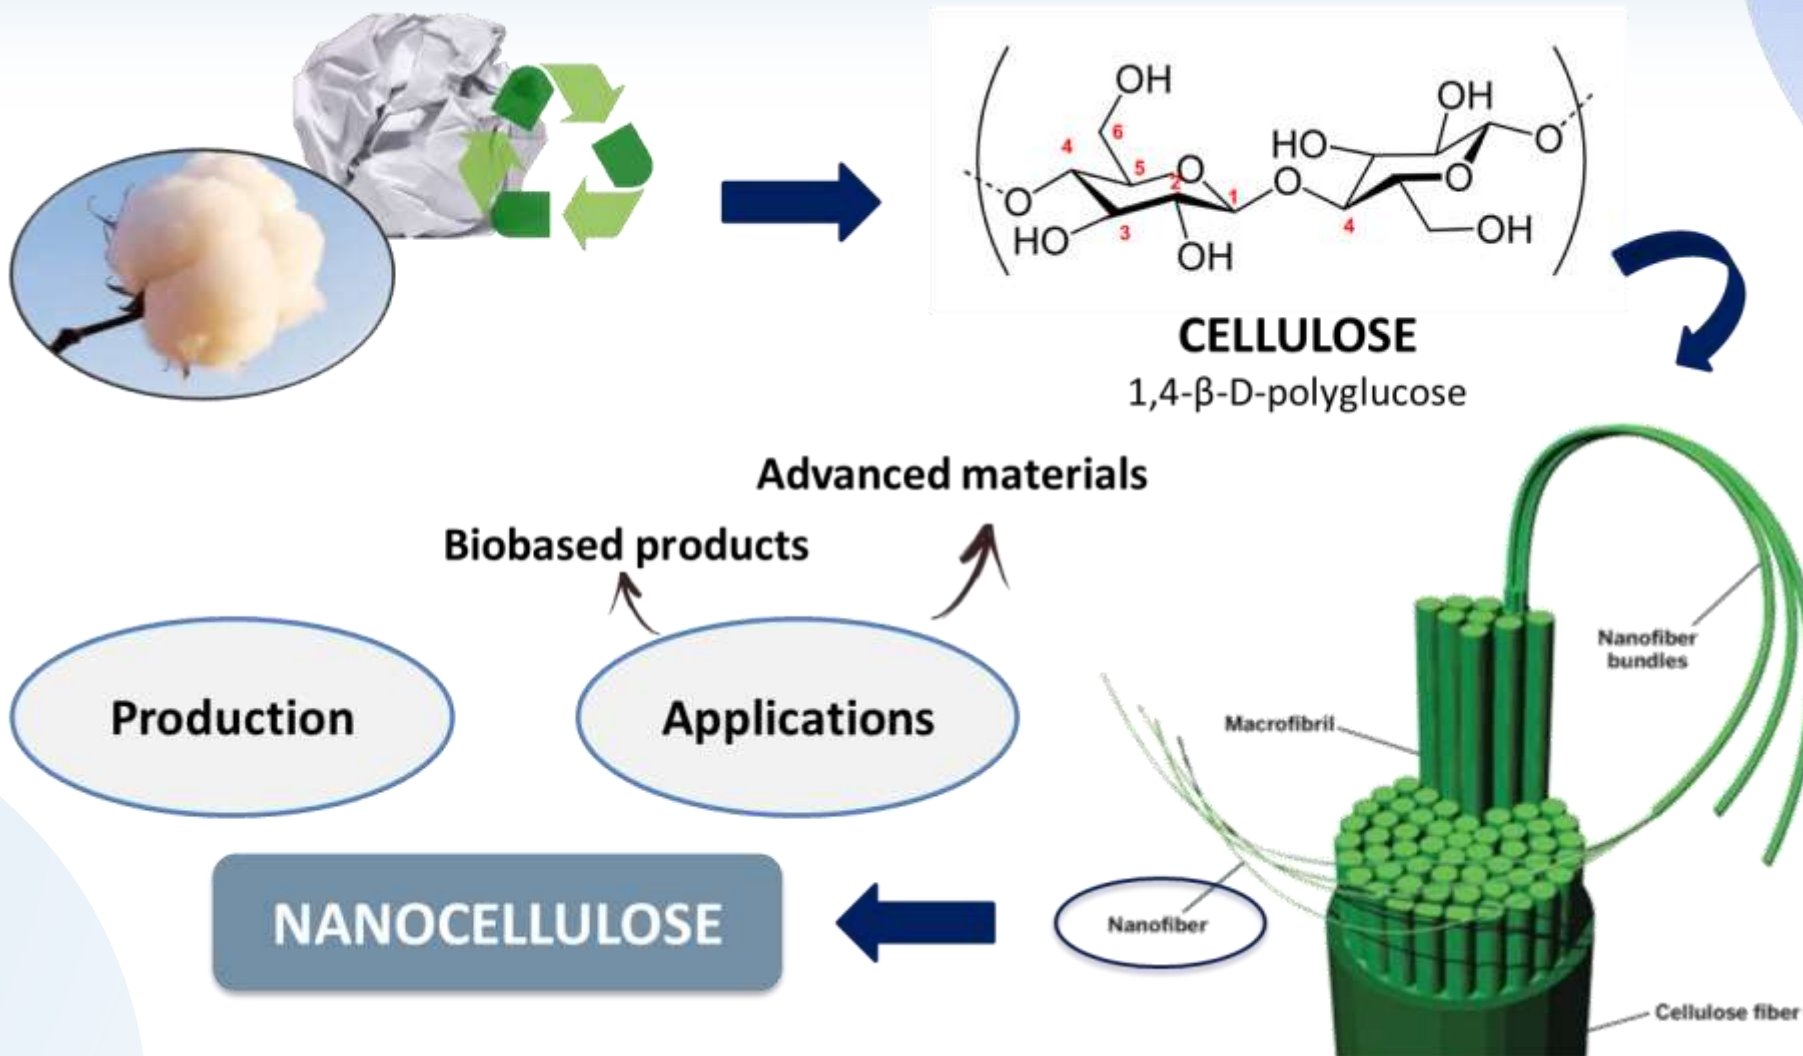 OH
6
4
5
O
2
1
O
HO
3
OH
O
HO
OH
O
O
4
OH
CELLULOSE
1,4-β-D-polyglucose
Advanced materials
Biobased products
Production
Applications
Nanofiber
bundles
Macrofibril
NANOCELLULOSE
Nanofiber
Cellulose fiber